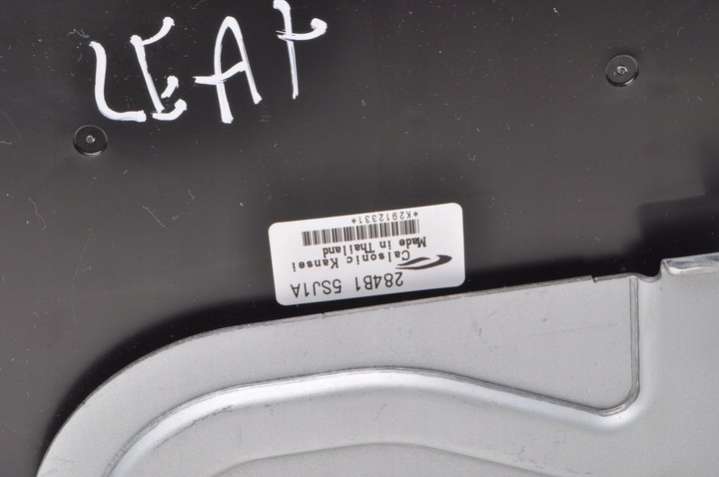 LEAF
284B1 5SJ1A
Calsonic Kansei
Made in Thailand
*K2912331*